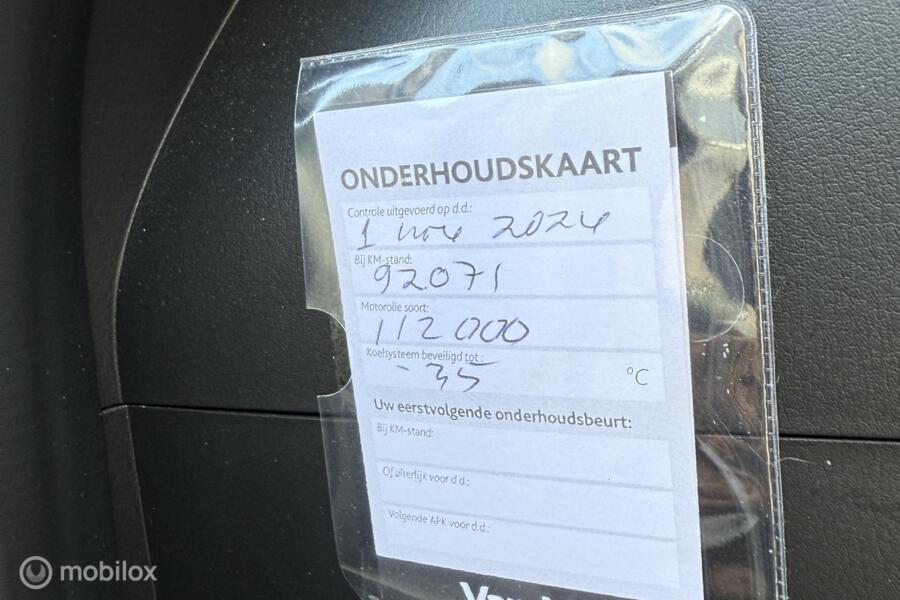 ONDERHOUDSKAART
Controle uitgevoerd op d.d.:
1 nov 2024
Bij KM-stand:
92071
Motorolie soort:
112000
Koelsysteem beveiligd tot:
-35 °C
Uw eerstvolgende onderhoudsbeurt:
Bij KM-stand:
Of uiterlijk voor d.d.:
Volgende APK voor d.d.:
mobilox